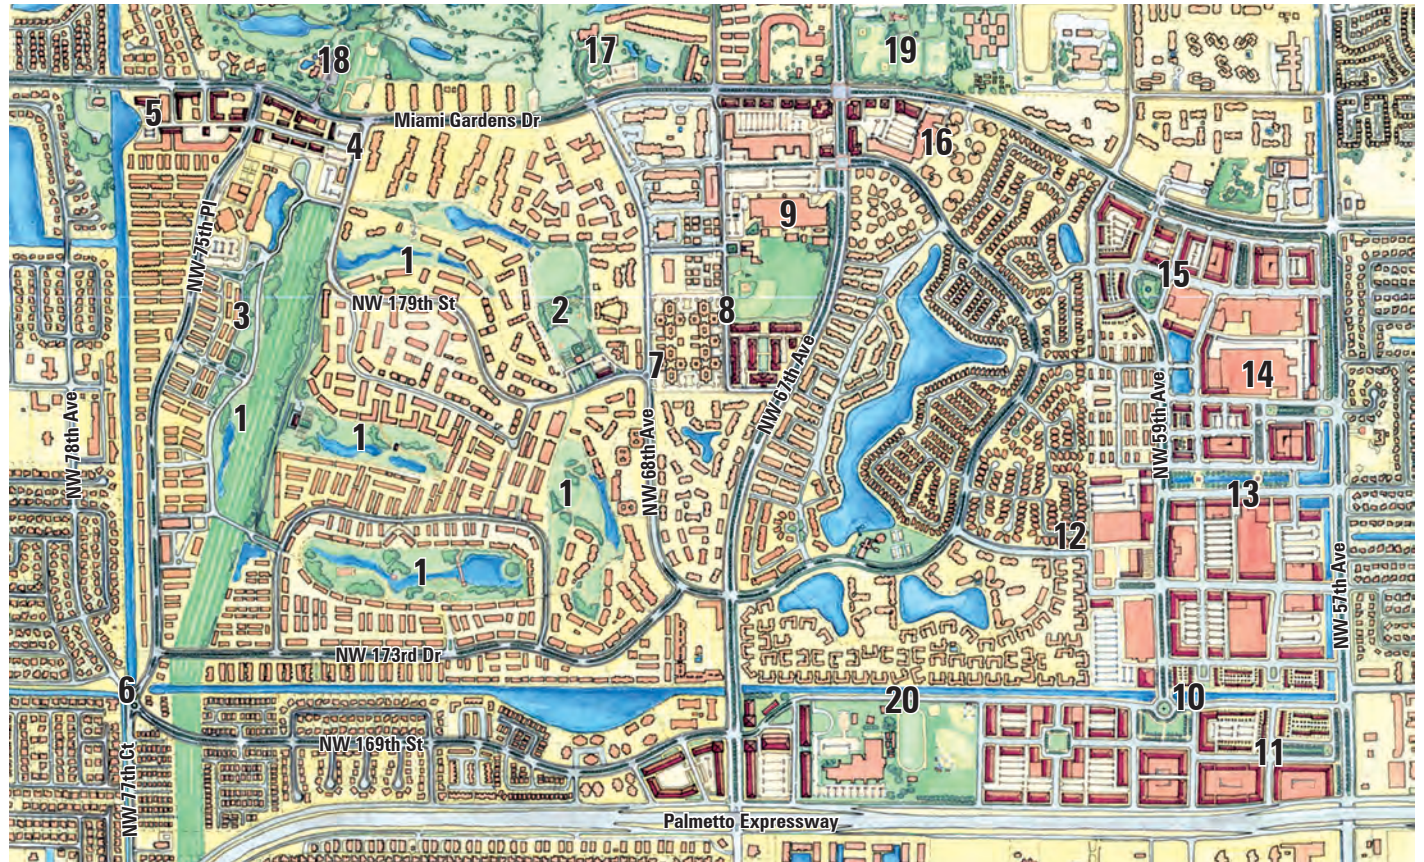 17
18
19
5
Miami Gardens Dr
4
16
9
NW 75th Pl
1
15
NW 179th St
3
2
8
7
14
NW 67th Ave
NW 59th Ave
NW 78th Ave
1
1
NW 68th Ave
1
13
12
1
NW 57th Ave
NW 173rd Dr
6
10
20
NW 169th St
11
NW 77th Ct
Palmetto Expressway